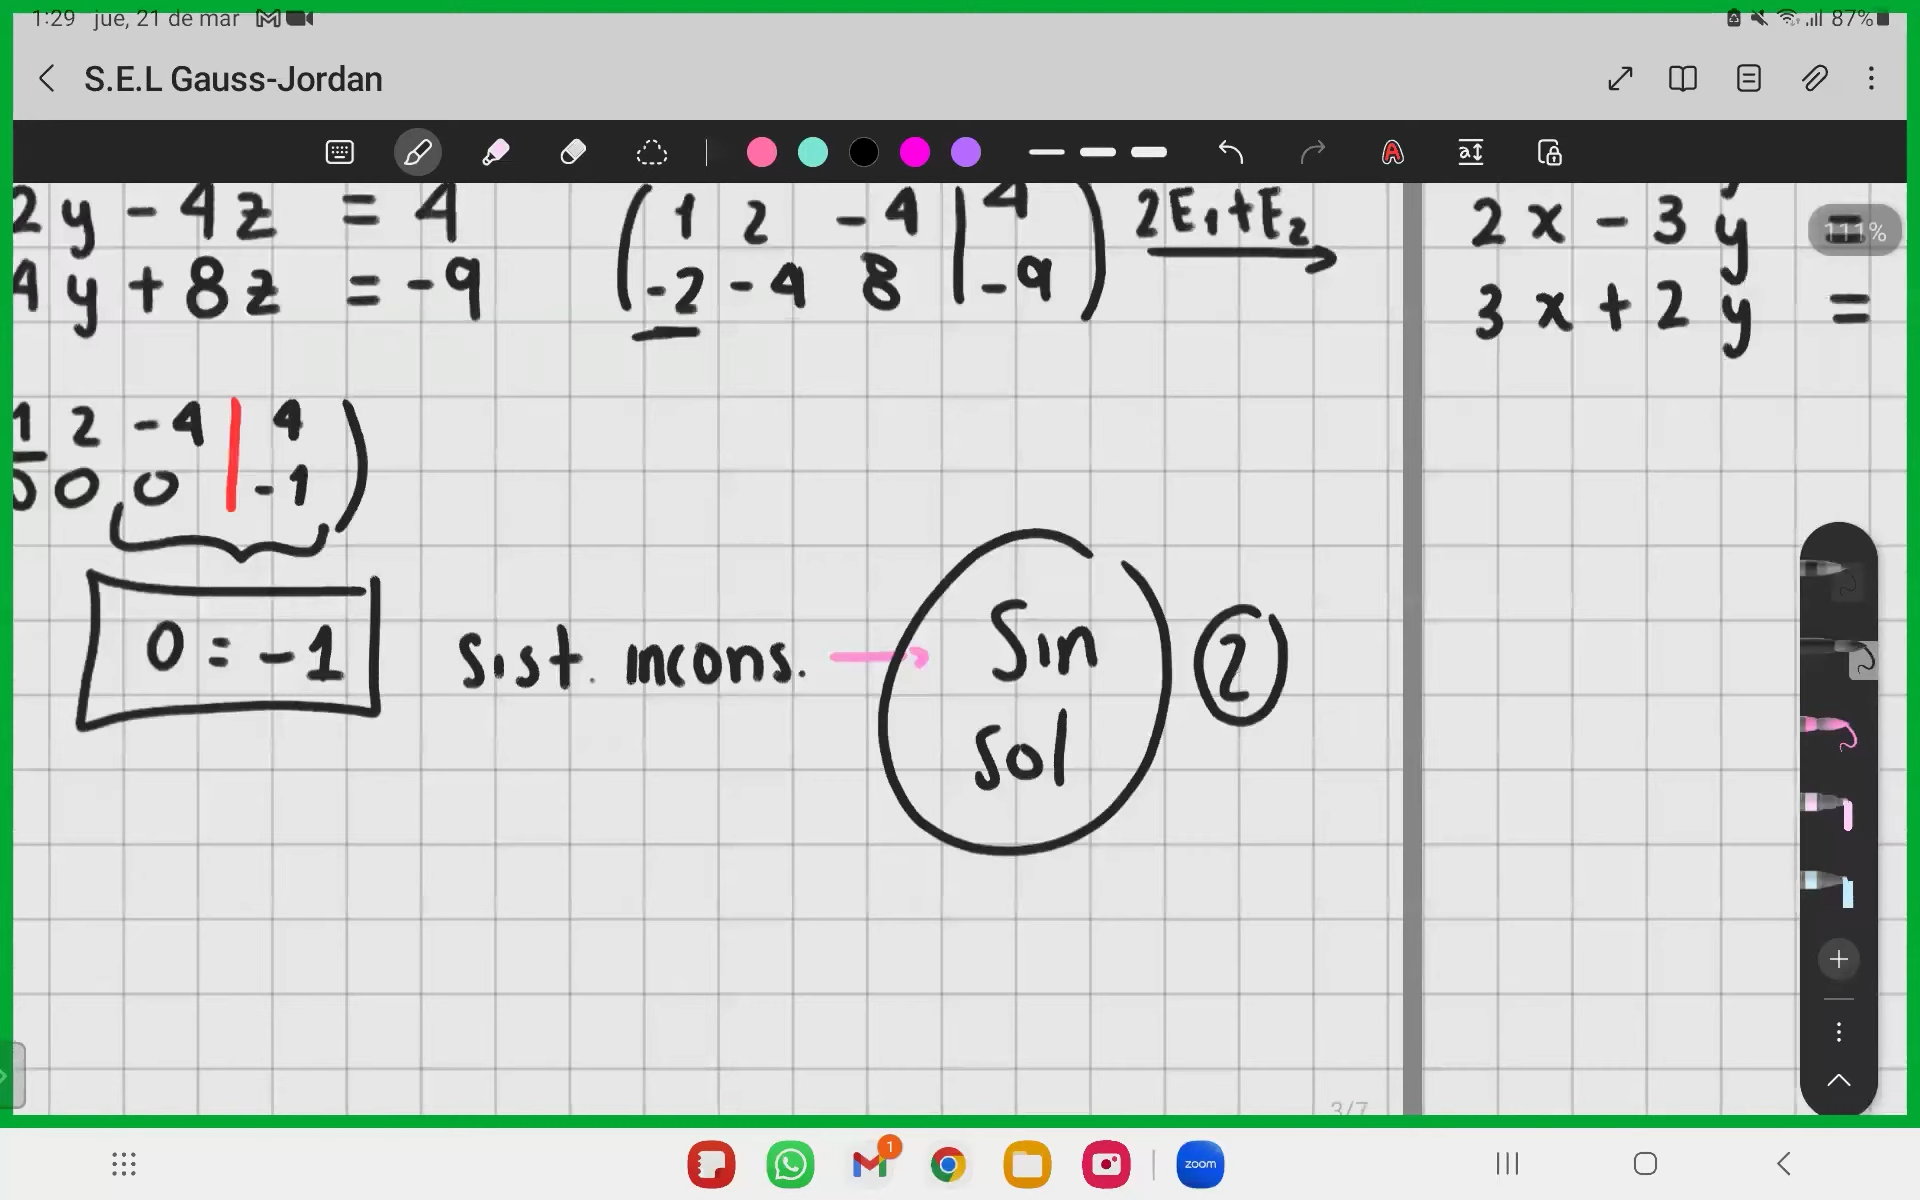 1:29 jue, 21 de mar
87%
S.E.L Gauss-Jordan
2y - 4z = 4
4y + 8z = -9
( 1 2 -4 | 4 )
( -2 -4 8 | -9 )
2E₁+E₂
1 2 -4 | 4 )
0 0 0 | -1 )
0 = -1
Sist. incons.
Sin
Sol
2
2x - 3y =
3x + 2y =
111%
3/7
1
zoom